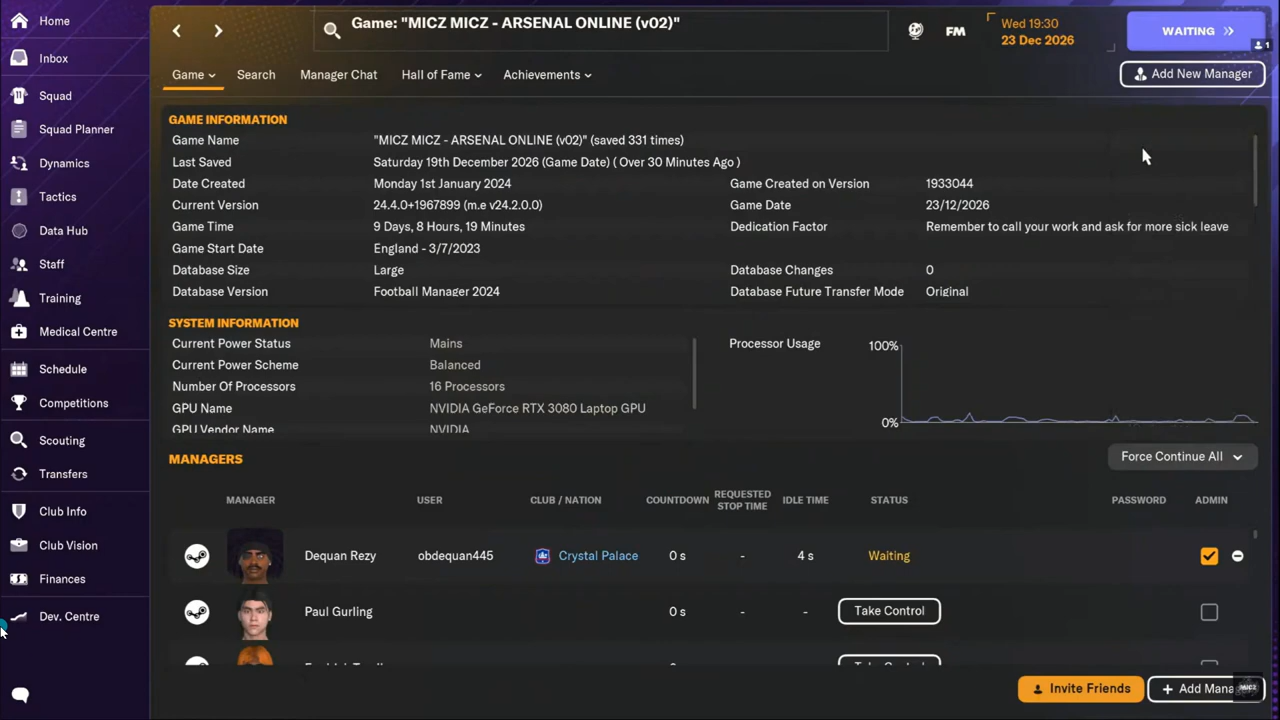 Home
Inbox
Squad
Squad Planner
Dynamics
Tactics
Data Hub
Staff
Training
Medical Centre
Schedule
Competitions
Scouting
Transfers
Club Info
Club Vision
Finances
Dev. Centre
Game: "MICZ MICZ - ARSENAL ONLINE (v02)"
FM
Wed 19:30
23 Dec 2026
WAITING
1
Game
Search
Manager Chat
Hall of Fame
Achievements
Add New Manager
GAME INFORMATION
Game Name "MICZ MICZ - ARSENAL ONLINE (v02)" (saved 331 times)
Last Saved Saturday 19th December 2026 (Game Date) ( Over 30 Minutes Ago )
Date Created Monday 1st January 2024 Game Created on Version 1933044
Current Version 24.4.0+1967899 (m.e v24.2.0.0) Game Date 23/12/2026
Game Time 9 Days, 8 Hours, 19 Minutes Dedication Factor Remember to call your work and ask for more sick leave
Game Start Date England - 3/7/2023
Database Size Large Database Changes 0
Database Version Football Manager 2024 Database Future Transfer Mode Original
SYSTEM INFORMATION
Current Power Status Mains
Current Power Scheme Balanced
Number Of Processors 16 Processors
GPU Name NVIDIA GeForce RTX 3080 Laptop GPU
GPU Vendor Name NVIDIA
Processor Usage
100%
0%
MANAGERS
Force Continue All
MANAGER USER CLUB / NATION COUNTDOWN REQUESTED STOP TIME IDLE TIME STATUS PASSWORD ADMIN
Dequan Rezy obdequan445 Crystal Palace 0 s - 4 s Waiting
Paul Gurling 0 s - - Take Control
Take Control
Invite Friends
+ Add Mana
MICZ